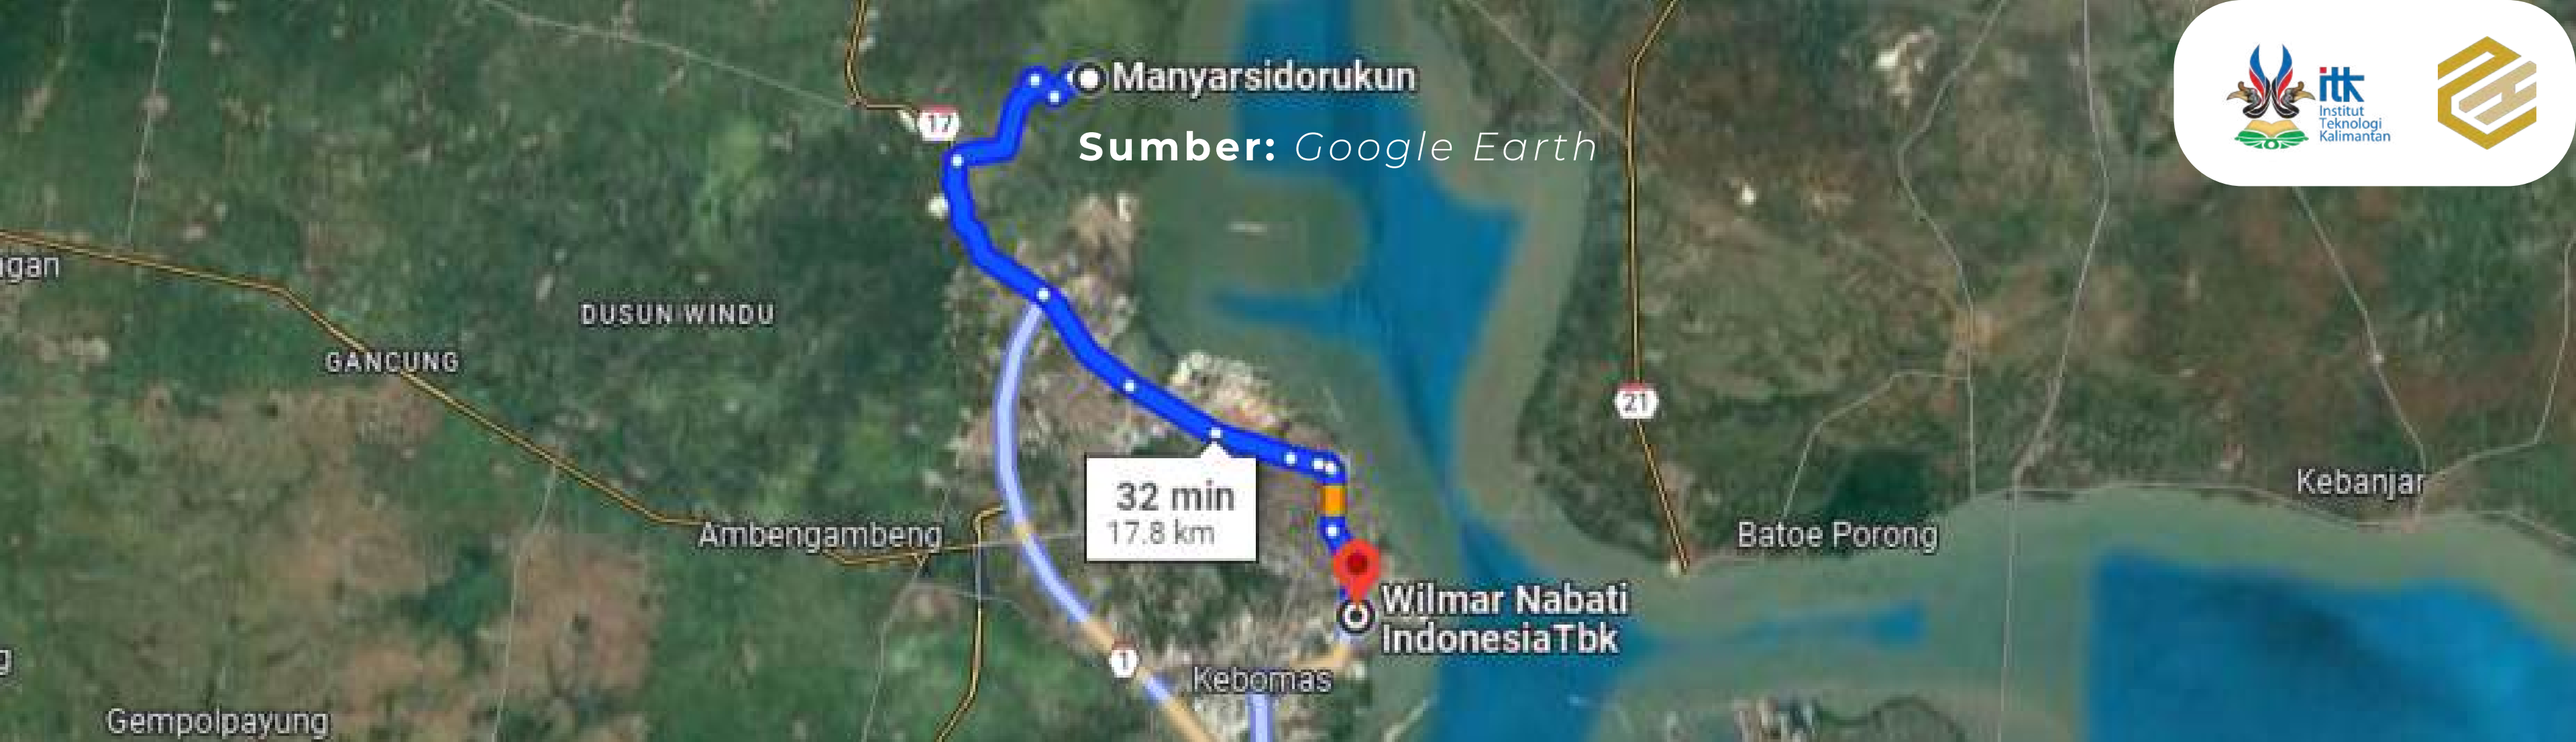 Manyarsidorukun
17
Sumber: Google Earth
itk
Institut
Teknologi
Kalimantan
gan
DUSUN WINDU
GANCUNG
21
32 min
17.8 km
Kebanjar
Ambengambeng
Batoe Porong
Wilmar Nabati
IndonesiaTbk
1
Kebomas
Gempolpayung